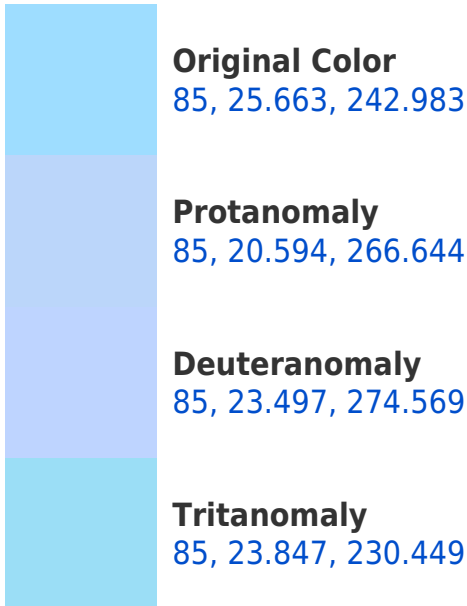 Original Color
85, 25.663, 242.983
Protanomaly
85, 20.594, 266.644
Deuteranomaly
85, 23.497, 274.569
Tritanomaly
85, 23.847, 230.449